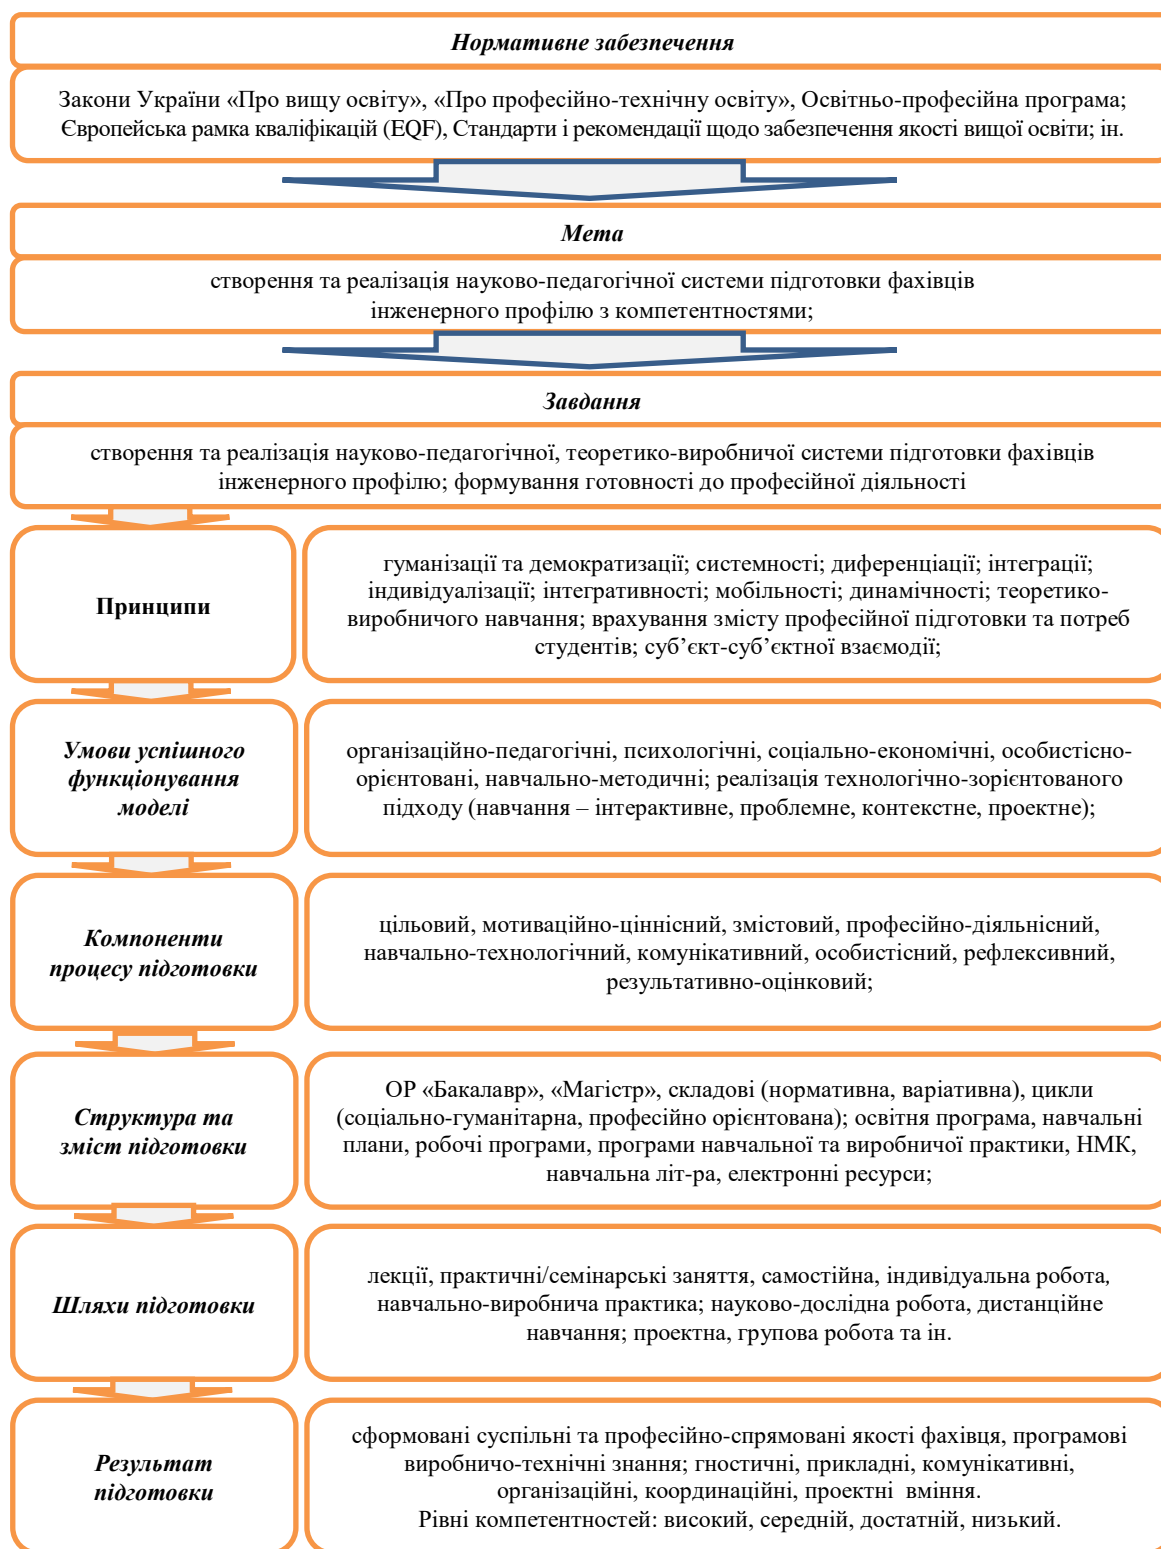 Нормативне забезпечення
Закони України «Про вищу освіту», «Про професійно-технічну освіту», Освітньо-професійна програма;
Європейська рамка кваліфікацій (EQF), Стандарти і рекомендації щодо забезпечення якості вищої освіти; ін.
Мета
створення та реалізація науково-педагогічної системи підготовки фахівців
інженерного профілю з компетентностями;
Завдання
створення та реалізація науково-педагогічної, теоретико-виробничої системи підготовки фахівців
інженерного профілю; формування готовності до професійної діяльності
Принципи
гуманізації та демократизації; системності; диференціації; інтеграції;
індивідуалізації; інтегративності; мобільності; динамічності; теоретико-
виробничого навчання; врахування змісту професійної підготовки та потреб
студентів; суб’єкт-суб’єктної взаємодії;
Умови успішного
функціонування
моделі
організаційно-педагогічні, психологічні, соціально-економічні, особистісно-
орієнтовані, навчально-методичні; реалізація технологічно-зорієнтованого
підходу (навчання – інтерактивне, проблемне, контекстне, проектне);
Компоненти
процесу підготовки
цільовий, мотиваційно-ціннісний, змістовий, професійно-діяльнісний,
навчально-технологічний, комунікативний, особистісний, рефлексивний,
результативно-оцінковий;
Структура та
зміст підготовки
ОР «Бакалавр», «Магістр», складові (нормативна, варіативна), цикли
(соціально-гуманітарна, професійно орієнтована); освітня програма, навчальні
плани, робочі програми, програми навчальної та виробничої практики, НМК,
навчальна літ-ра, електронні ресурси;
Шляхи підготовки
лекції, практичні/семінарські заняття, самостійна, індивідуальна робота,
навчально-виробнича практика; науково-дослідна робота, дистанційне
навчання; проектна, групова робота та ін.
Результат
підготовки
сформовані суспільні та професійно-спрямовані якості фахівця, програмові
виробничо-технічні знання; гностичні, прикладні, комунікативні,
організаційні, координаційні, проектні вміння.
Рівні компетентностей: високий, середній, достатній, низький.